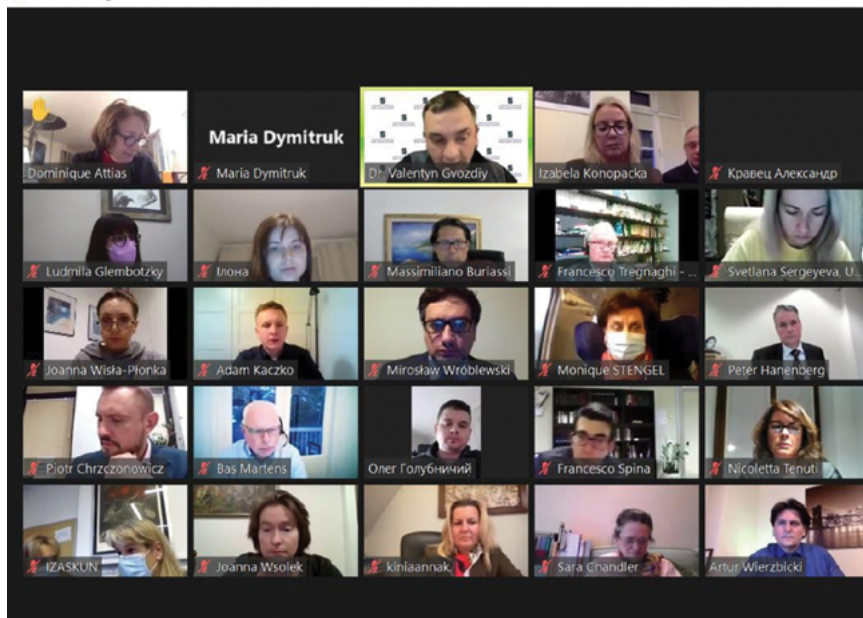 Dominique Attias
Maria Dymitruk
Maria Dymitruk
Dr. Valentyn Gvozdiy
Izabela Konopacka
Кравец Александр
Ludmila Glembotzky
Ілона
Massimiliano Buriassi
Francesco Tregnaghi - ...
Svetlana Sergeyeva, U...
Joanna Wisła-Płonka
Adam Kaczko
Mirosław Wróblewski
Monique STENGEL
Peter Hanenberg
Piotr Chrzczonowicz
Bas Martens
Олег Голубничий
Francesco Spina
Nicoletta Tenuti
IZASKUN
Joanna Wsolek
kiniaannak
Sara Chandler
Artur Wierzbicki